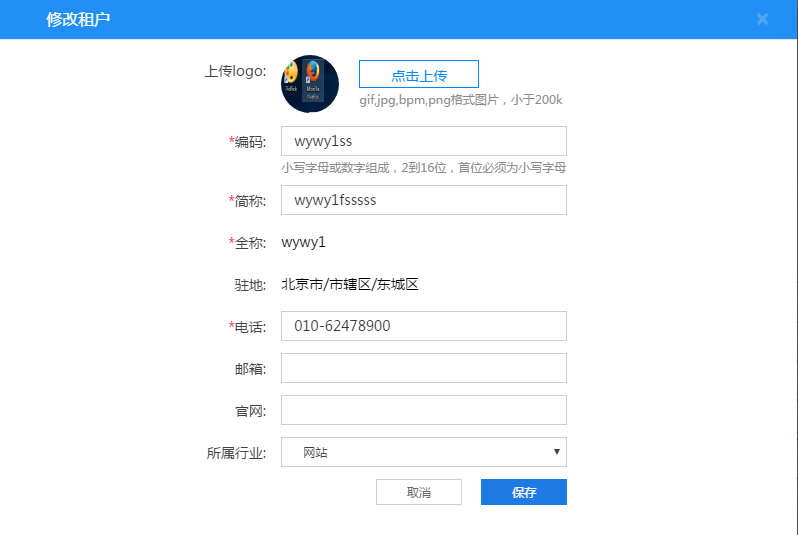 修改租户
上传logo:
点击上传
gif,jpg,bpm,png格式图片，小于200k
*编码: wywy1ss
小写字母或数字组成，2到16位，首位必须为小写字母
*简称: wywy1fsssss
*全称: wywy1
驻地: 北京市/市辖区/东城区
*电话: 010-62478900
邮箱:
官网:
所属行业: 网站
取消 保存